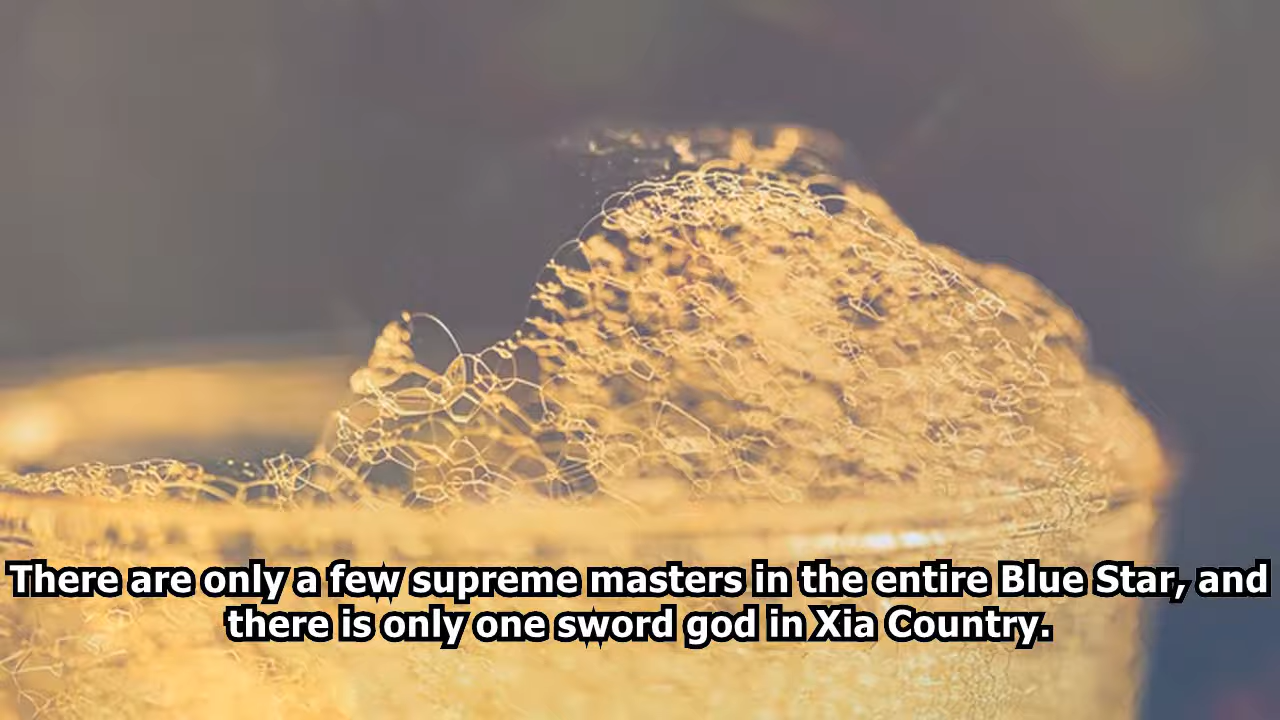 There are only a few supreme masters in the entire Blue Star, and
there is only one sword god in Xia Country.